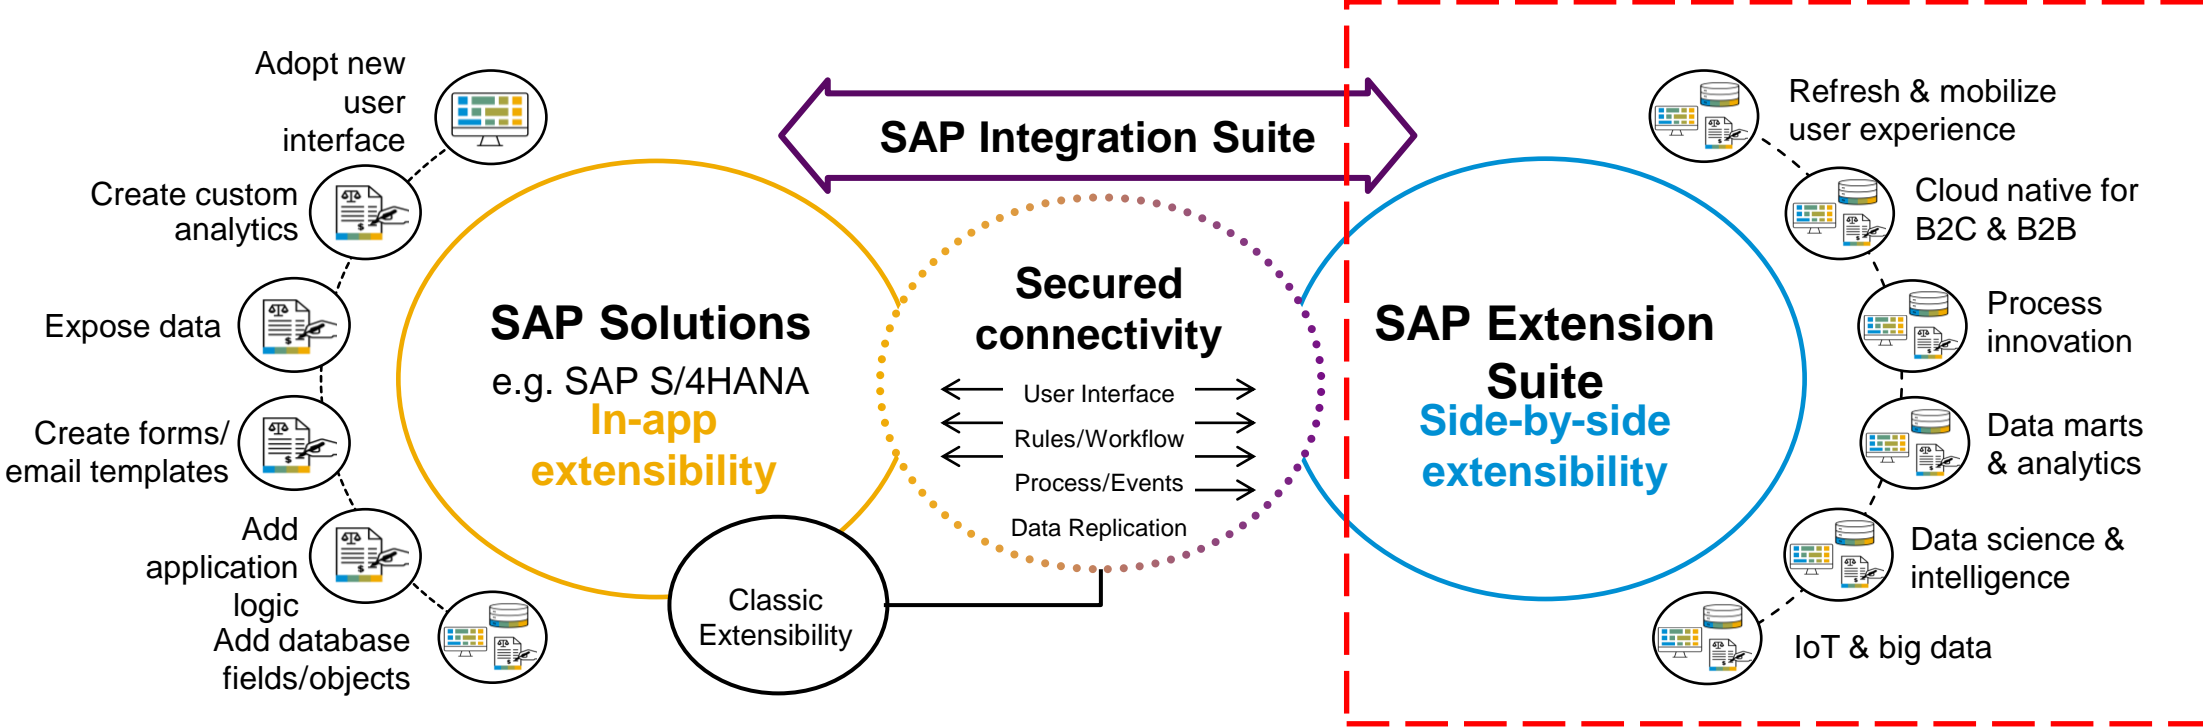 Adopt new
user
interface
Create custom
analytics
Expose data
Create forms/
email templates
Add
application
logic
Add database
fields/objects
SAP Integration Suite
SAP Solutions
e.g. SAP S/4HANA
In-app
extensibility
Classic
Extensibility
Secured
connectivity
User Interface
Rules/Workflow
Process/Events
Data Replication
SAP Extension
Suite
Side-by-side
extensibility
Refresh & mobilize
user experience
Cloud native for
B2C & B2B
Process
innovation
Data marts
& analytics
Data science &
intelligence
IoT & big data